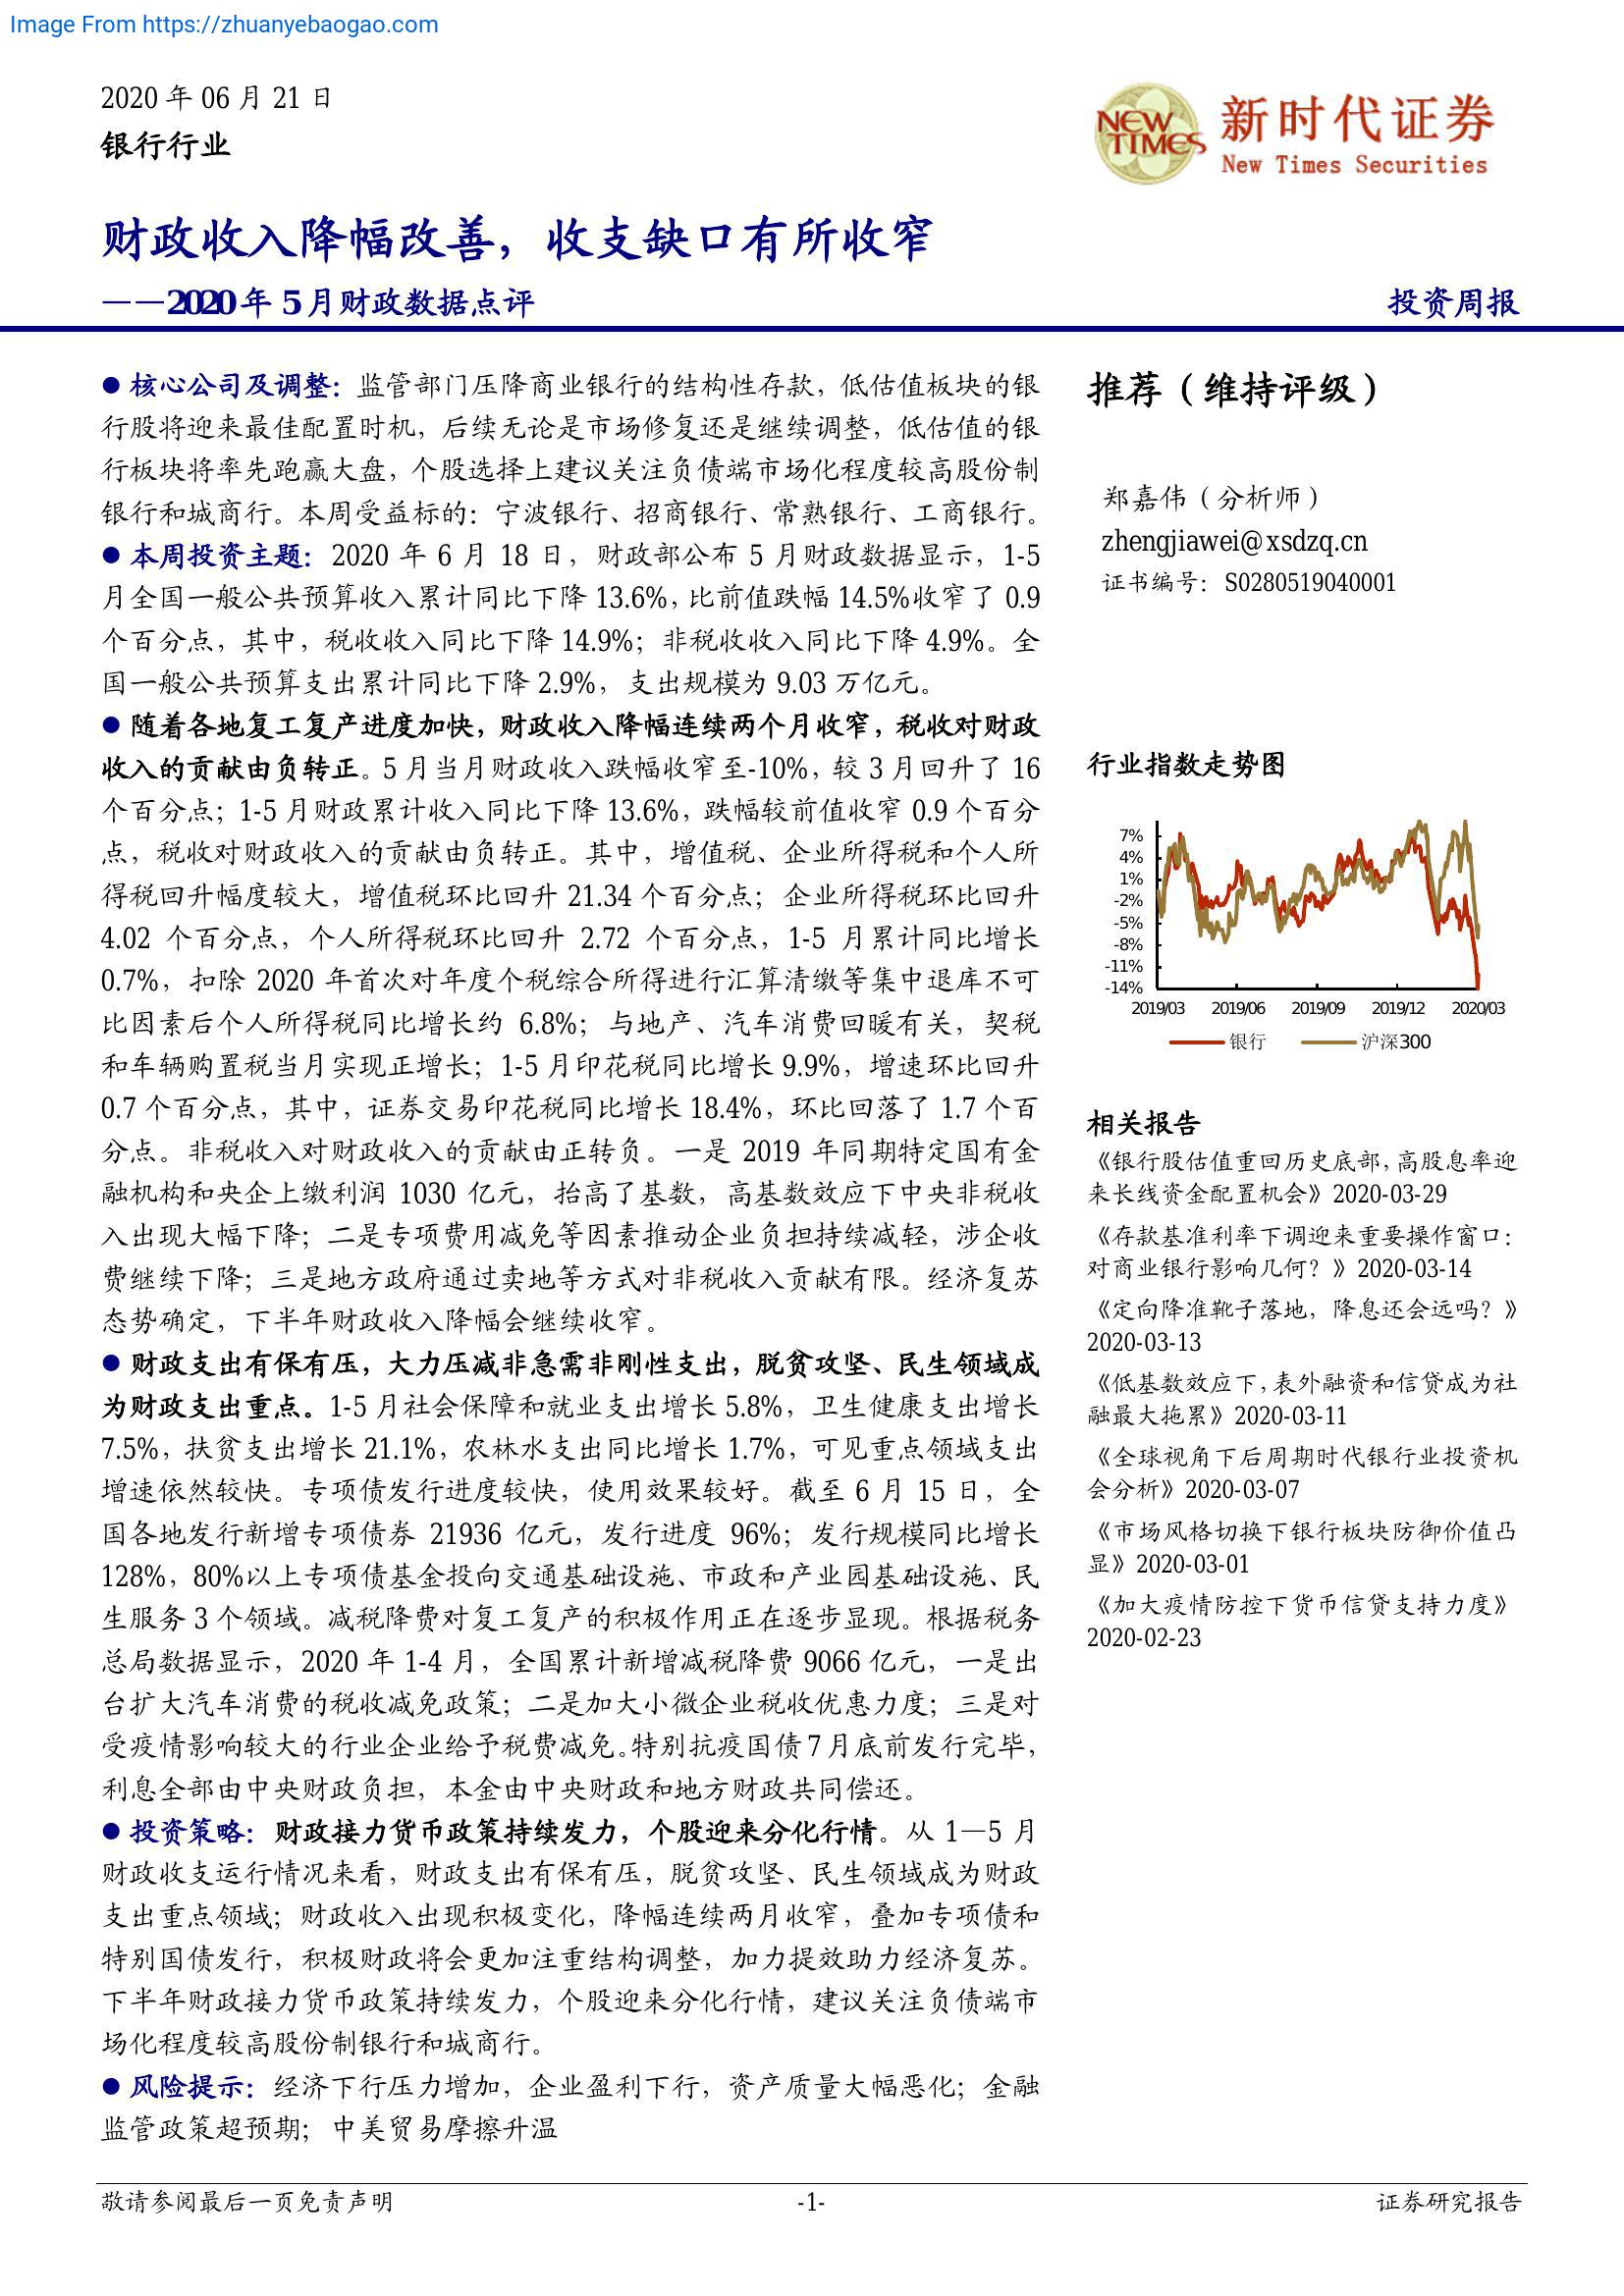 Image From https://zhuanyebaogao.com
2020 年 06 月 21 日
银行行业
NEW TIMES
新时代证券
New Times Securities
财政收入降幅改善，收支缺口有所收窄
——2020 年 5 月财政数据点评
投资周报
● 核心公司及调整：监管部门压降商业银行的结构性存款，低估值板块的银
行股将迎来最佳配置时机，后续无论是市场修复还是继续调整，低估值的银
行板块将率先跑赢大盘，个股选择上建议关注负债端市场化程度较高股份制
银行和城商行。本周受益标的：宁波银行、招商银行、常熟银行、工商银行。
● 本周投资主题：2020 年 6 月 18 日，财政部公布 5 月财政数据显示，1-5
月全国一般公共预算收入累计同比下降 13.6%，比前值跌幅 14.5%收窄了 0.9
个百分点，其中，税收收入同比下降 14.9%；非税收收入同比下降 4.9%。全
国一般公共预算支出累计同比下降 2.9%，支出规模为 9.03 万亿元。
● 随着各地复工复产进度加快，财政收入降幅连续两个月收窄，税收对财政
收入的贡献由负转正。5 月当月财政收入跌幅收窄至-10%，较 3 月回升了 16
个百分点；1-5 月财政累计收入同比下降 13.6%，跌幅较前值收窄 0.9 个百分
点，税收对财政收入的贡献由负转正。其中，增值税、企业所得税和个人所
得税回升幅度较大，增值税环比回升 21.34 个百分点；企业所得税环比回升
4.02 个百分点，个人所得税环比回升 2.72 个百分点，1-5 月累计同比增长
0.7%，扣除 2020 年首次对年度个税综合所得进行汇算清缴等集中退库不可
比因素后个人所得税同比增长约 6.8%；与地产、汽车消费回暖有关，契税
和车辆购置税当月实现正增长；1-5 月印花税同比增长 9.9%，增速环比回升
0.7 个百分点，其中，证券交易印花税同比增长 18.4%，环比回落了 1.7 个百
分点。非税收入对财政收入的贡献由正转负。一是 2019 年同期特定国有金
融机构和央企上缴利润 1030 亿元，抬高了基数，高基数效应下中央非税收
入出现大幅下降；二是专项费用减免等因素推动企业负担持续减轻，涉企收
费继续下降；三是地方政府通过卖地等方式对非税收入贡献有限。经济复苏
态势确定，下半年财政收入降幅会继续收窄。
● 财政支出有保有压，大力压减非急需非刚性支出，脱贫攻坚、民生领域成
为财政支出重点。1-5 月社会保障和就业支出增长 5.8%，卫生健康支出增长
7.5%，扶贫支出增长 21.1%，农林水支出同比增长 1.7%，可见重点领域支出
增速依然较快。专项债发行进度较快，使用效果较好。截至 6 月 15 日，全
国各地发行新增专项债券 21936 亿元，发行进度 96%；发行规模同比增长
128%，80%以上专项债基金投向交通基础设施、市政和产业园基础设施、民
生服务 3 个领域。减税降费对复工复产的积极作用正在逐步显现。根据税务
总局数据显示，2020 年 1-4 月，全国累计新增减税降费 9066 亿元，一是出
台扩大汽车消费的税收减免政策；二是加大小微企业税收优惠力度；三是对
受疫情影响较大的行业企业给予税费减免。特别抗疫国债 7 月底前发行完毕，
利息全部由中央财政负担，本金由中央财政和地方财政共同偿还。
● 投资策略：财政接力货币政策持续发力，个股迎来分化行情。从 1—5 月
财政收支运行情况来看，财政支出有保有压，脱贫攻坚、民生领域成为财政
支出重点领域；财政收入出现积极变化，降幅连续两月收窄，叠加专项债和
特别国债发行，积极财政将会更加注重结构调整，加力提效助力经济复苏。
下半年财政接力货币政策持续发力，个股迎来分化行情，建议关注负债端市
场化程度较高股份制银行和城商行。
● 风险提示：经济下行压力增加，企业盈利下行，资产质量大幅恶化；金融
监管政策超预期；中美贸易摩擦升温
推荐（维持评级）
郑嘉伟（分析师）
zhengjiawei@xsdzq.cn
证书编号：S0280519040001
行业指数走势图
7%
4%
1%
-2%
-5%
-8%
-11%
-14%
2019/03 2019/06 2019/09 2019/12 2020/03
银行 沪深300
相关报告
《银行股估值重回历史底部，高股息率迎
来长线资金配置机会》2020-03-29
《存款基准利率下调迎来重要操作窗口：
对商业银行影响几何？》2020-03-14
《定向降准靴子落地，降息还会远吗？》
2020-03-13
《低基数效应下，表外融资和信贷成为社
融最大拖累》2020-03-11
《全球视角下后周期时代银行业投资机
会分析》2020-03-07
《市场风格切换下银行板块防御价值凸
显》2020-03-01
《加大疫情防控下货币信贷支持力度》
2020-02-23
敬请参阅最后一页免责声明
-1-
证券研究报告